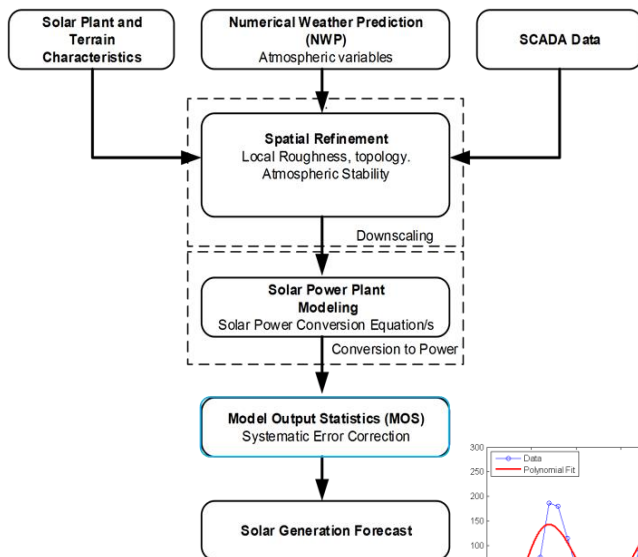 Solar Plant and
Terrain
Characteristics
Numerical Weather Prediction
(NWP)
Atmospheric variables
SCADA Data
Spatial Refinement
Local Roughness, topology.
Atmospheric Stability
Downscaling
Solar Power Plant
Modeling
Solar Power Conversion Equation/s
Conversion to Power
Model Output Statistics (MOS)
Systematic Error Correction
Solar Generation Forecast
300
250
200
150
100
Data
Polynomial Fit